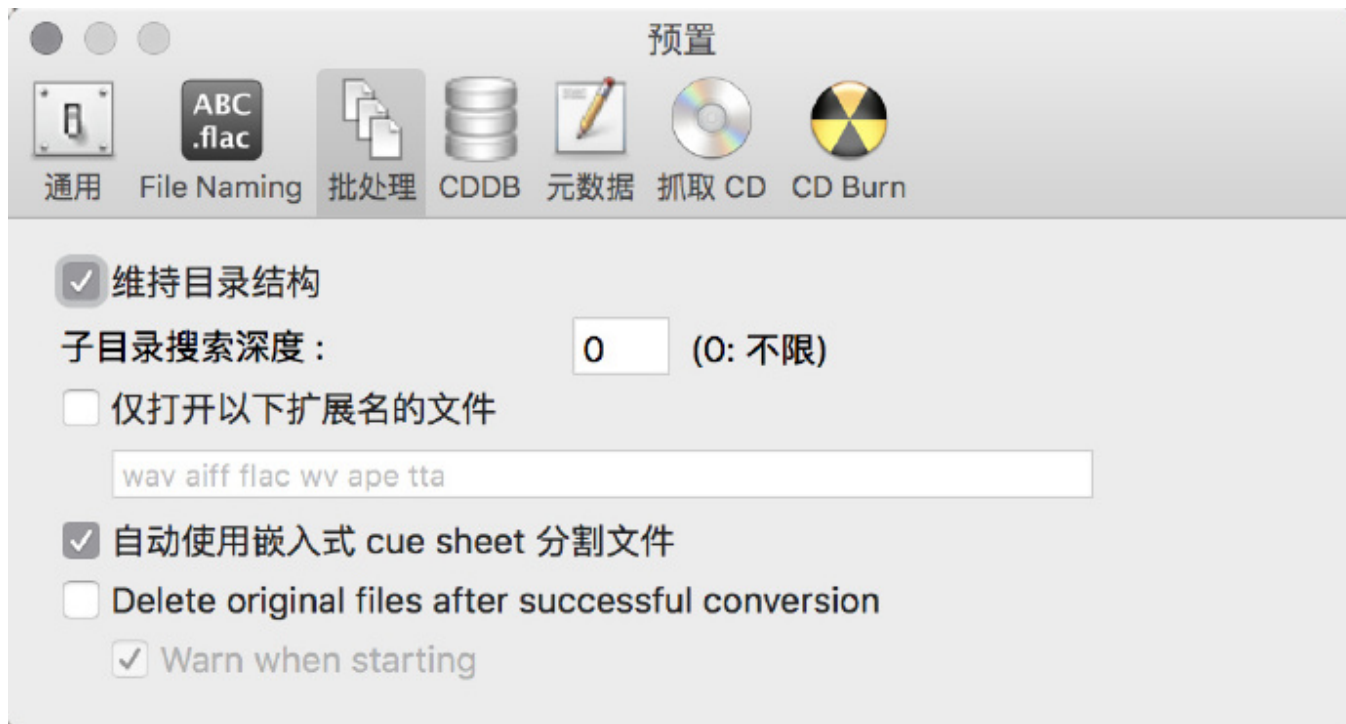 预置
ABC
.flac
通用 File Naming 批处理 CDDB 元数据 抓取 CD CD Burn
维持目录结构
子目录搜索深度： 0 (0: 不限)
仅打开以下扩展名的文件
wav aiff flac wv ape tta
自动使用嵌入式 cue sheet 分割文件
Delete original files after successful conversion
Warn when starting